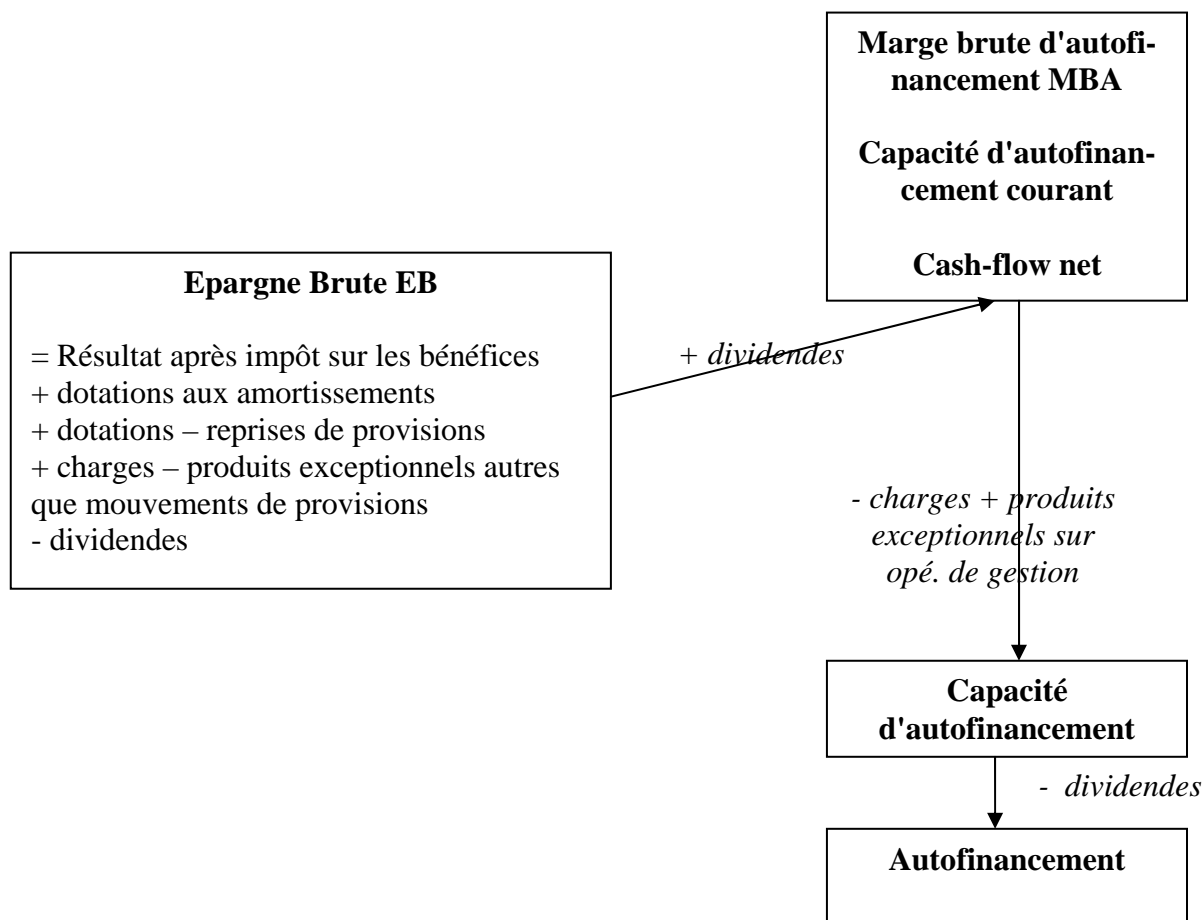 Marge brute d'autofi-
nancement MBA
Capacité d'autofinan-
cement courant
Cash-flow net
Epargne Brute EB
= Résultat après impôt sur les bénéfices
+ dotations aux amortissements
+ dotations – reprises de provisions
+ charges – produits exceptionnels autres
que mouvements de provisions
- dividendes
+ dividendes
- charges + produits
exceptionnels sur
opé. de gestion
Capacité
d'autofinancement
- dividendes
Autofinancement